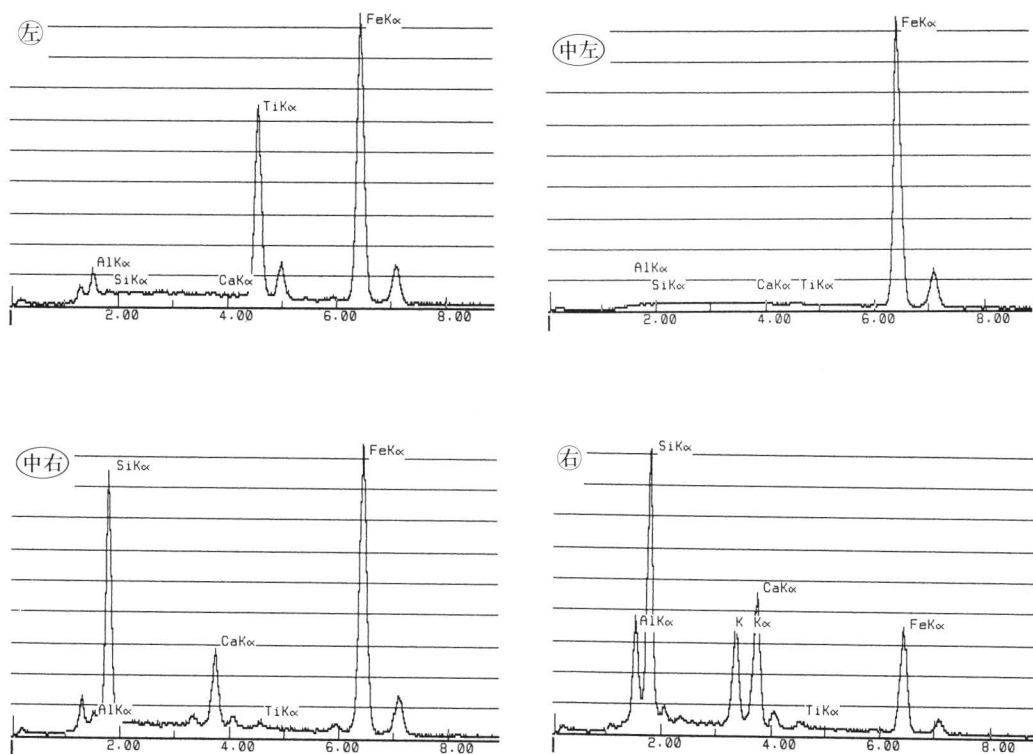 左
FeKα
TiKα
AlKα
SiKα
CaKα
2.00 4.00 6.00 8.00
中左
FeKα
AlKα
SiKα
CaKα TiKα
2.00 4.00 6.00 8.00
中右
FeKα
SiKα
CaKα
AlKα
TiKα
2.00 4.00 6.00 8.00
右
SiKα
CaKα
AlKα K Kα
FeKα
TiKα
2.00 4.00 6.00 8.00